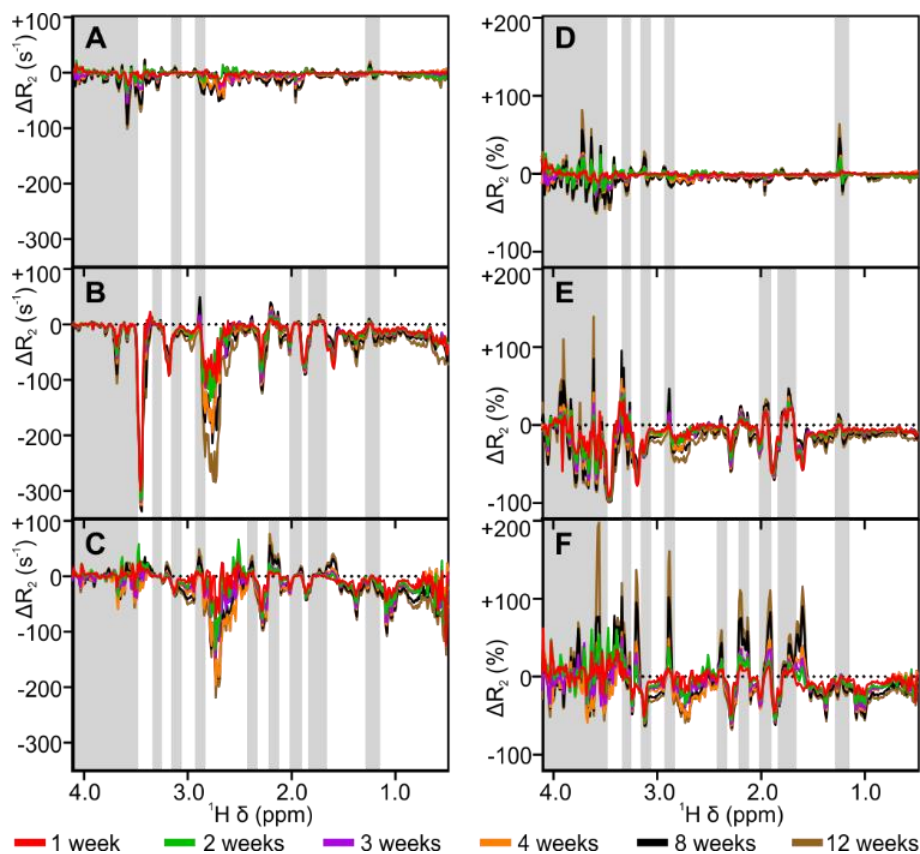 A
ΔR₂ (s⁻¹)
+100
0
-100
-200
-300
B
ΔR₂ (s⁻¹)
+100
0
-100
-200
-300
C
ΔR₂ (s⁻¹)
+100
0
-100
-200
-300
4.0 3.0 2.0 1.0
¹H δ (ppm)
D
ΔR₂ (%)
+200
+100
0
-100
E
ΔR₂ (%)
+200
+100
0
-100
F
ΔR₂ (%)
+200
+100
0
-100
4.0 3.0 2.0 1.0
¹H δ (ppm)
1 week 2 weeks 3 weeks 4 weeks 8 weeks 12 weeks